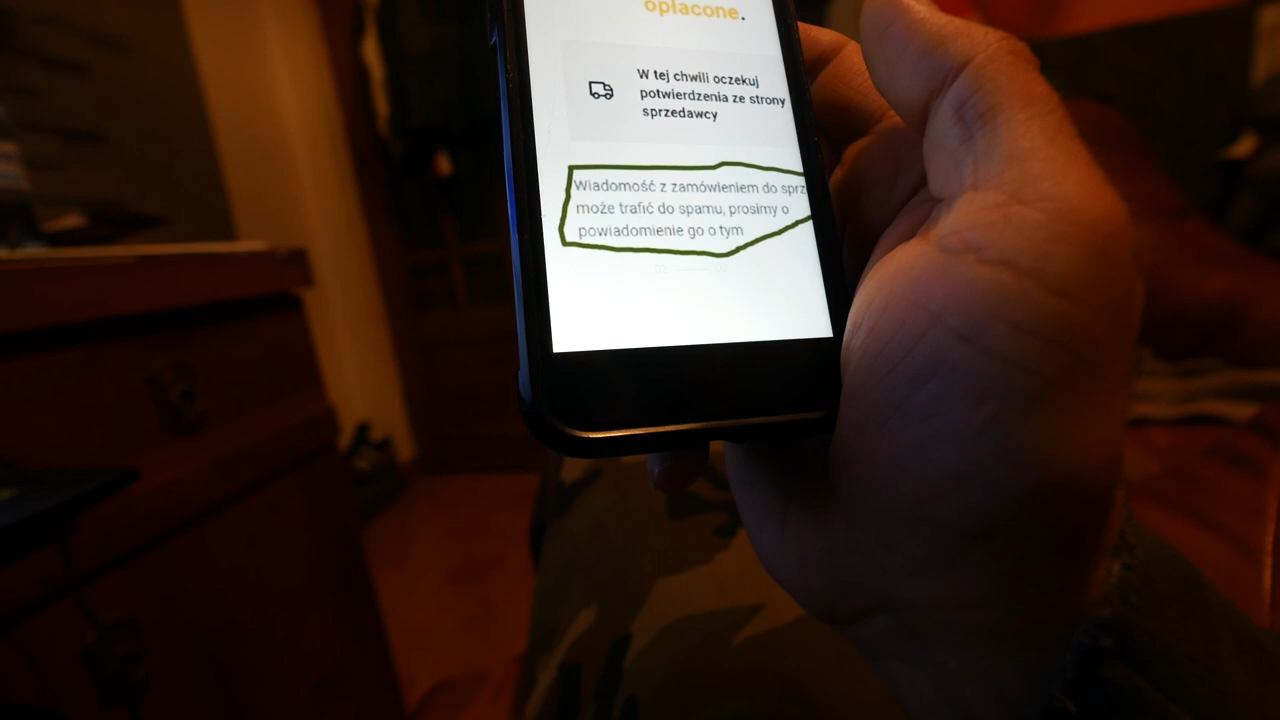 opłacone.
W tej chwili oczekuj
potwierdzenia ze strony
sprzedawcy
Wiadomość z zamówieniem do sprz
może trafić do spamu, prosimy o
powiadomienie go o tym